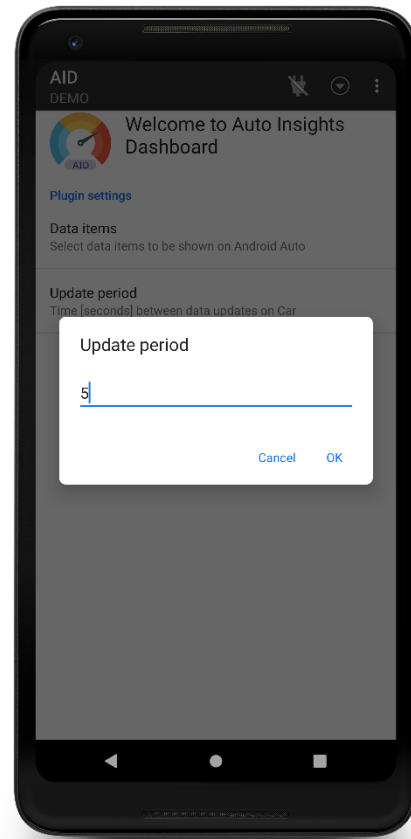 AID
DEMO
Welcome to Auto Insights
Dashboard
AID
Plugin settings
Data items
Select data items to be shown on Android Auto
Update period
Time [seconds] between data updates on Car
Update period
5
Cancel
OK